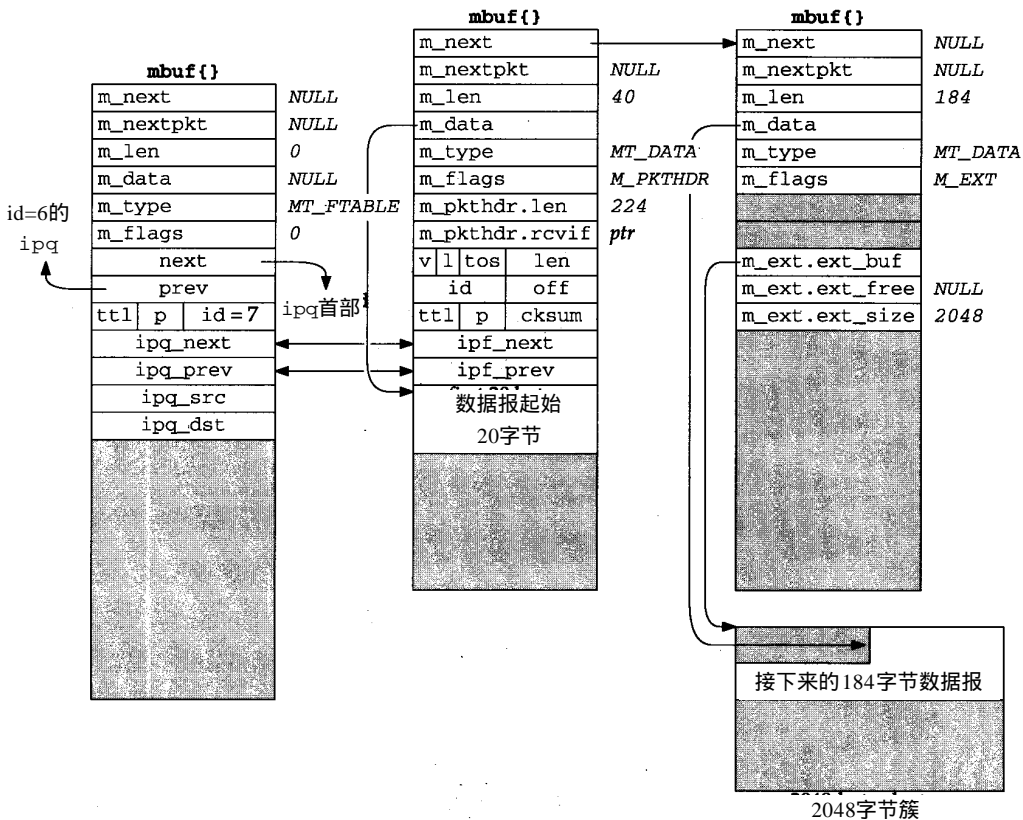 mbuf{}
m_next NULL
m_nextpkt NULL
m_len 0
m_data NULL
m_type MT_FTABLE
m_flags 0
next
prev
ttl p id=7
ipq_next
ipq_prev
ipq_src
ipq_dst
id=6的
ipq
ipq首部
mbuf{}
m_next
m_nextpkt NULL
m_len 40
m_data
m_type MT_DATA
m_flags M_PKTHDR
m_pkthdr.len 224
m_pkthdr.rcvif ptr
v l tos len
id off
ttl p cksum
ipf_next
ipf_prev
数据报起始
20字节
mbuf{}
m_next NULL
m_nextpkt NULL
m_len 184
m_data
m_type MT_DATA
m_flags M_EXT
m_ext.ext_buf
m_ext.ext_free NULL
m_ext.ext_size 2048
接下来的184字节数据报
2048字节簇